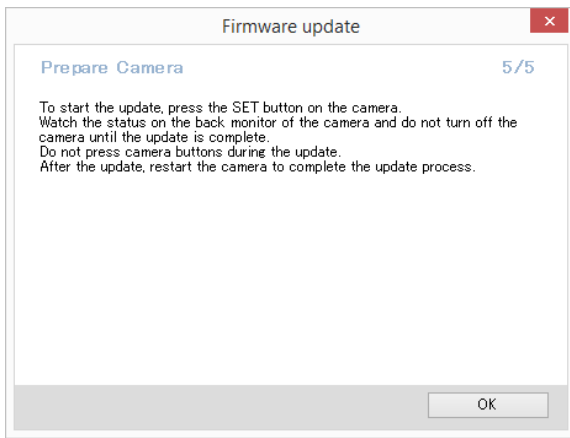 Firmware update
Prepare Camera 5/5
To start the update, press the SET button on the camera.
Watch the status on the back monitor of the camera and do not turn off the
camera until the update is complete.
Do not press camera buttons during the update.
After the update, restart the camera to complete the update process.
OK